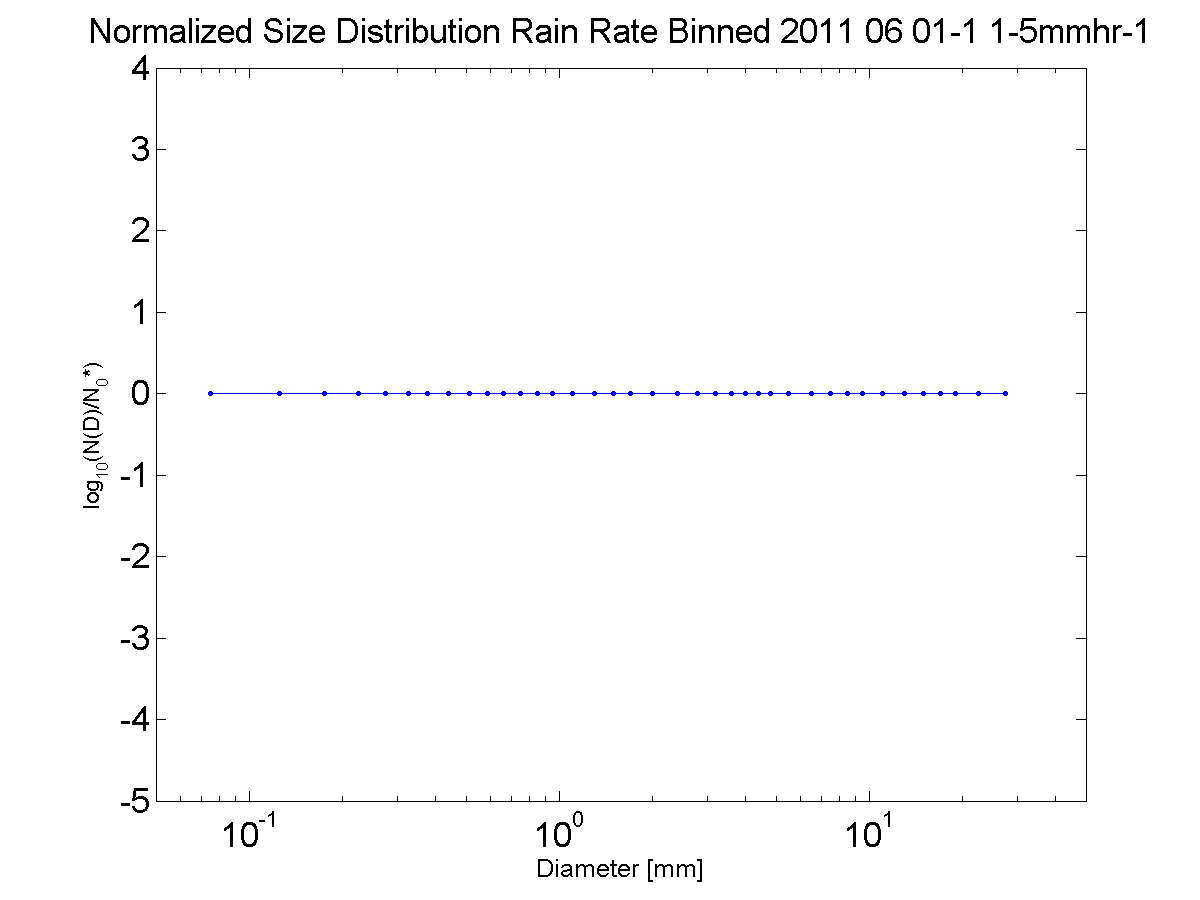 Normalized Size Distribution Rain Rate Binned 2011 06 01-1 1-5mmhr-1
4
3
2
1
0
-1
-2
-3
-4
-5
log10(N(D)/N0*)
10-1 100 101
Diameter [mm]